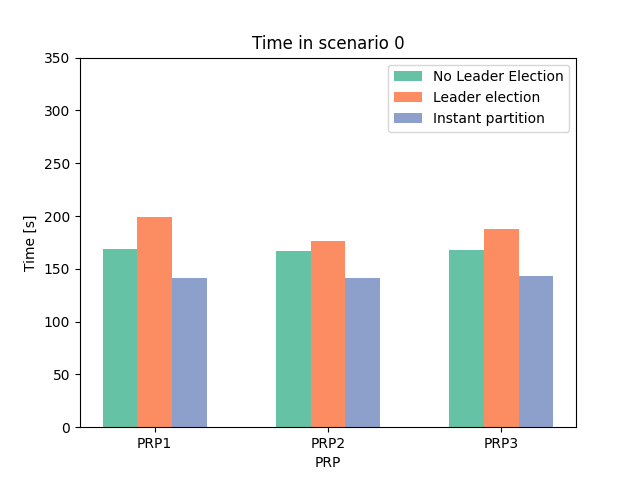 Time in scenario 0
No Leader Election
Leader election
Instant partition
Time [s]
350
300
250
200
150
100
50
0
PRP1 PRP2 PRP3
PRP